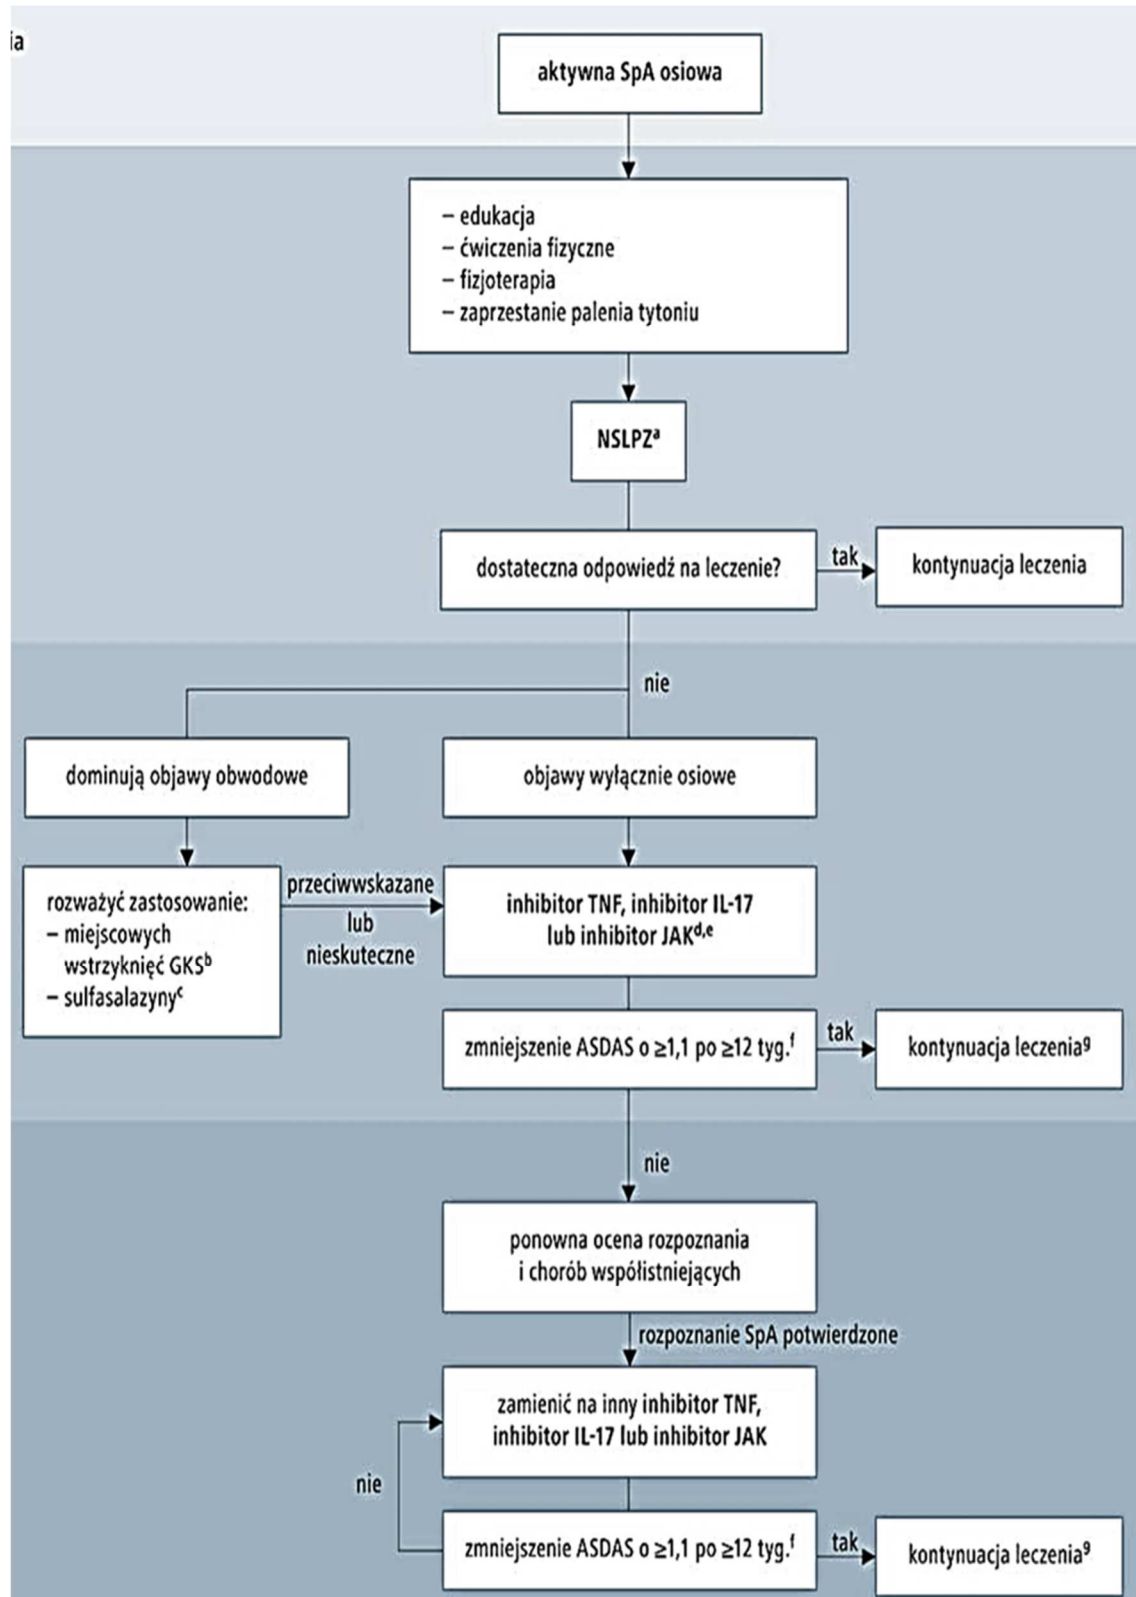 ia
aktywna SpA osiowa
– edukacja
– ćwiczenia fizyczne
– fizjoterapia
– zaprzestanie palenia tytoniu
NSLPZᵃ
dostateczna odpowiedź na leczenie?
tak
kontynuacja leczenia
nie
dominują objawy obwodowe
objawy wyłącznie osiowe
rozważyć zastosowanie:
– miejscowych
wstrzyknięć GKSᵇ
– sulfasalazynyᶜ
przeciwwskazane
lub
nieskuteczne
inhibitor TNF, inhibitor IL-17
lub inhibitor JAKᵈ,ᵉ
zmniejszenie ASDAS o ≥1,1 po ≥12 tyg.ᶠ
tak
kontynuacja leczeniaᵍ
nie
ponowna ocena rozpoznania
i chorób współistniejących
rozpoznanie SpA potwierdzone
zamienić na inny inhibitor TNF,
inhibitor IL-17 lub inhibitor JAK
nie
zmniejszenie ASDAS o ≥1,1 po ≥12 tyg.ᶠ
tak
kontynuacja leczeniaᵍ